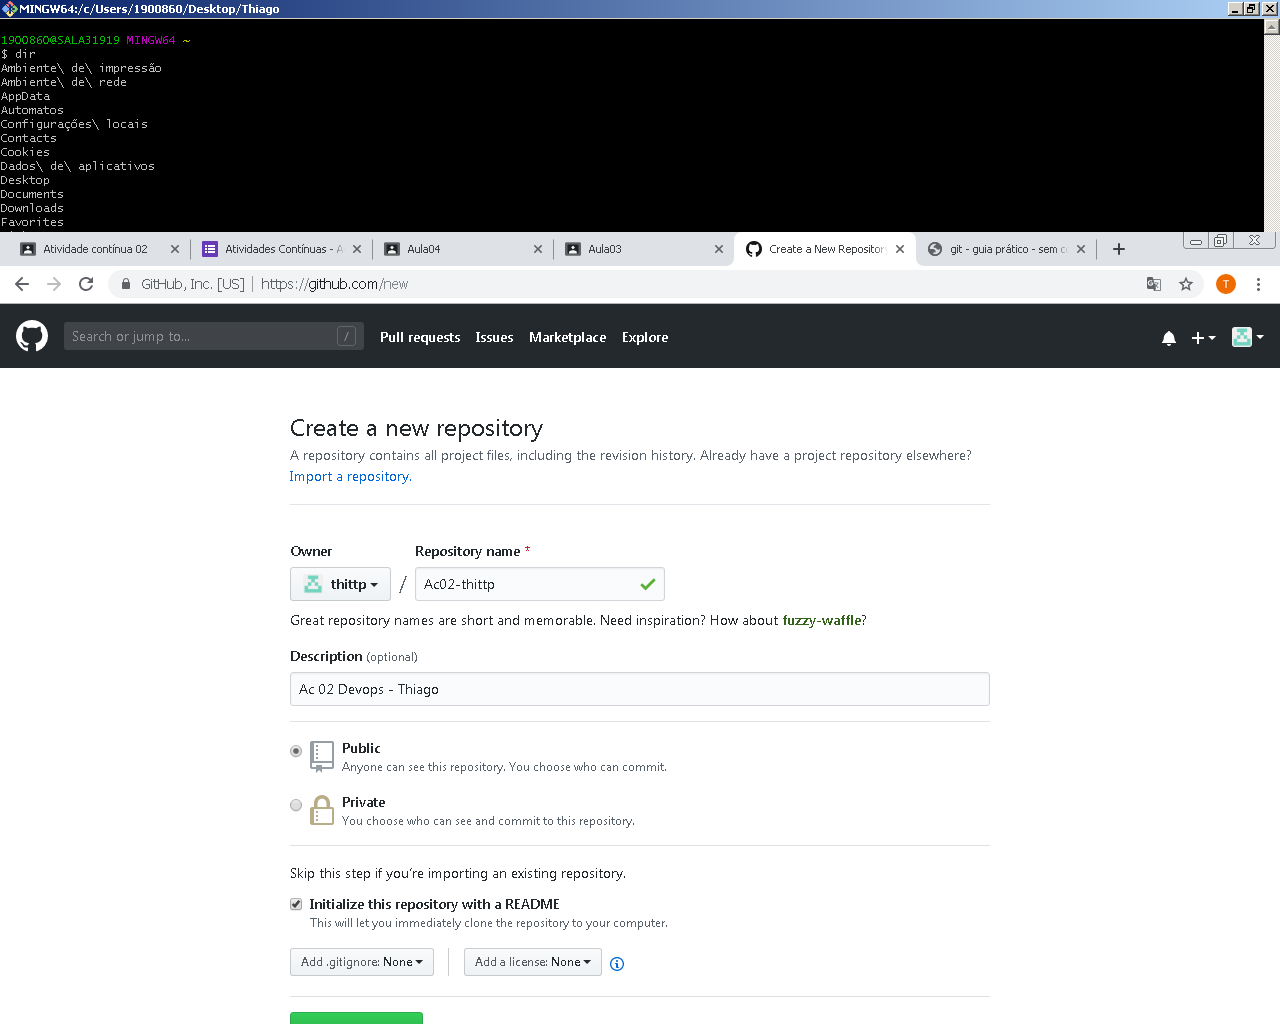 MINGW64:/c/Users/1900860/Desktop/Thiago
1900860@SALA31919 MINGW64 ~
$ dir
Ambiente\ de\ impressão
Ambiente\ de\ rede
AppData
Automatos
Configurações\ locais
Contacts
Cookies
Dados\ de\ aplicativos
Desktop
Documents
Downloads
Favorites
Atividade contínua 02
Atividades Contínuas - A
Aula04
Aula03
Create a New Repository
git - guia prático - sem c
GitHub, Inc. [US] | https://github.com/new
T
Search or jump to... /
Pull requests Issues Marketplace Explore
Create a new repository
A repository contains all project files, including the revision history. Already have a project repository elsewhere?
Import a repository.
Owner Repository name *
thittp / Ac02-thittp
Great repository names are short and memorable. Need inspiration? How about fuzzy-waffle?
Description (optional)
Ac 02 Devops - Thiago
Public
Anyone can see this repository. You choose who can commit.
Private
You choose who can see and commit to this repository.
Skip this step if you’re importing an existing repository.
Initialize this repository with a README
This will let you immediately clone the repository to your computer.
Add .gitignore: None Add a license: None